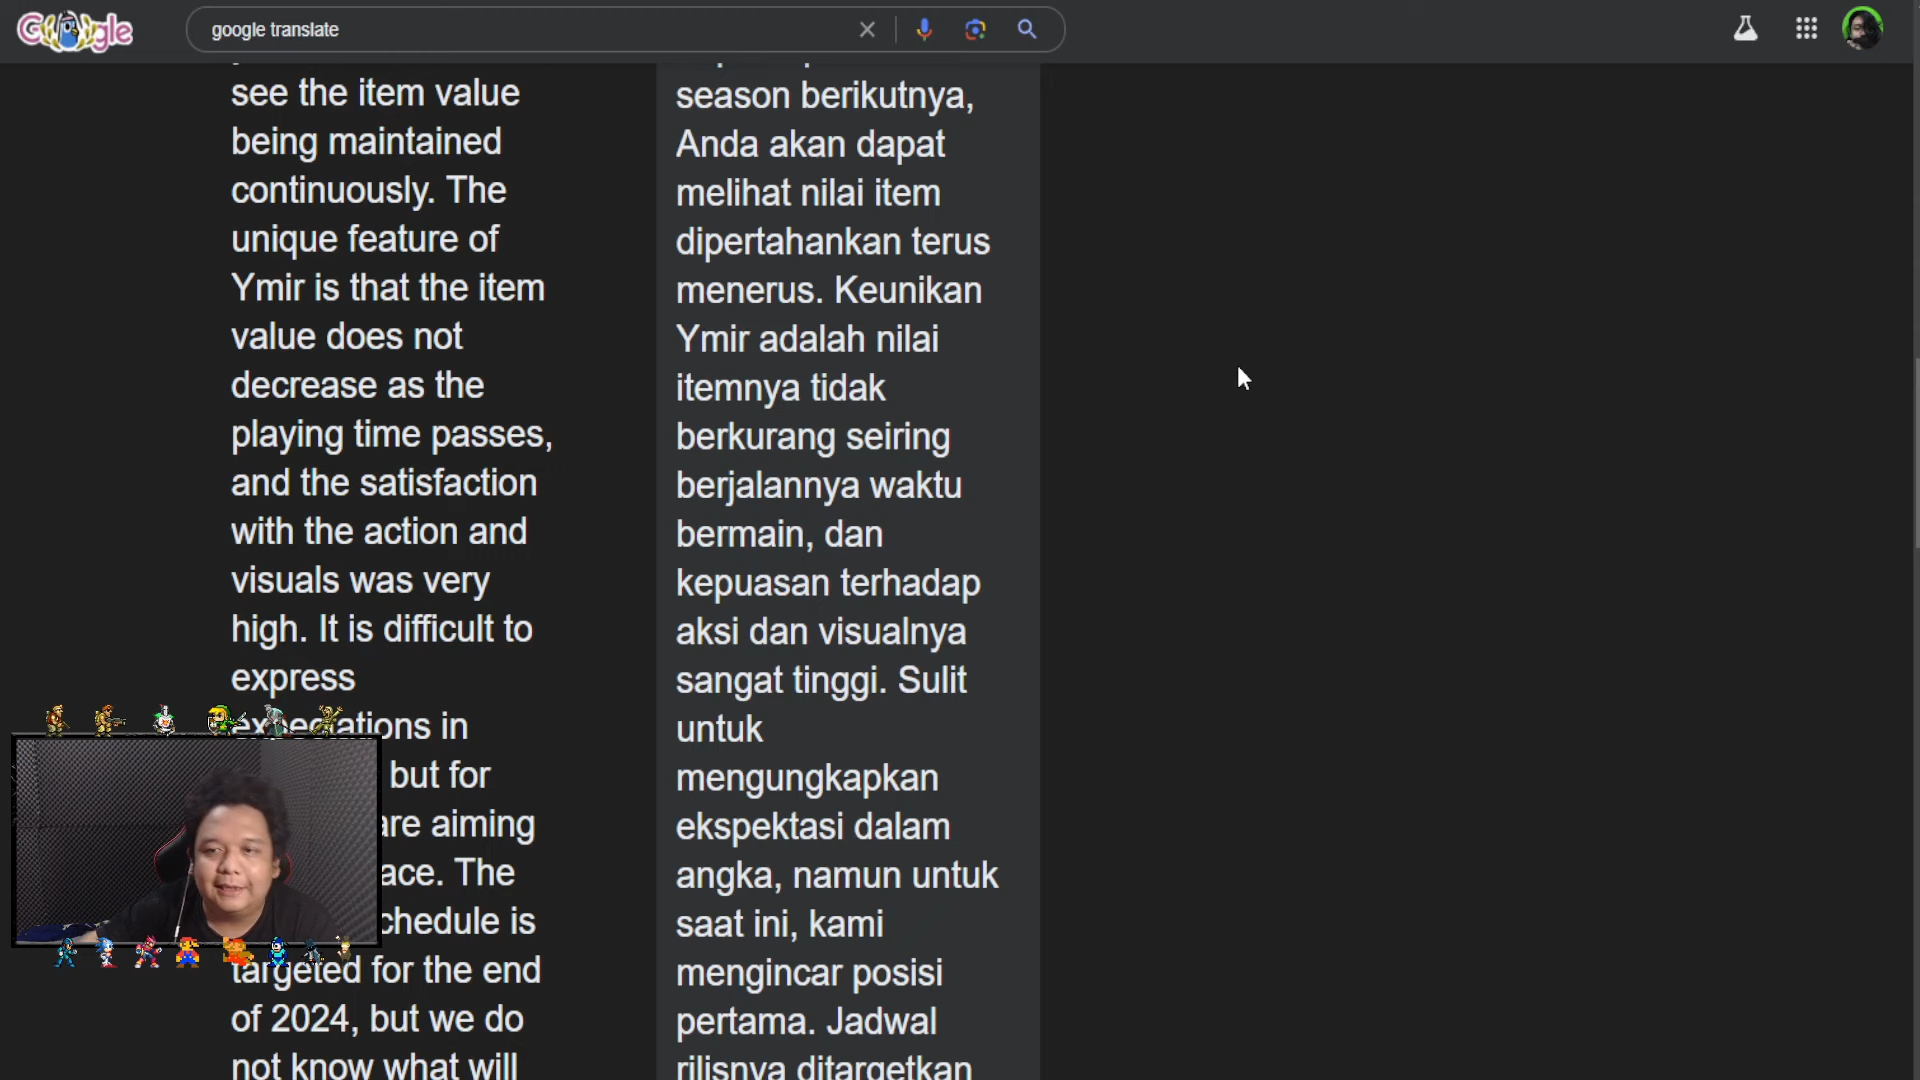 Google
google translate
see the item value
being maintained
continuously. The
unique feature of
Ymir is that the item
value does not
decrease as the
playing time passes,
and the satisfaction
with the action and
visuals was very
high. It is difficult to
express
expectations in
but for
are aiming
The
schedule is
targeted for the end
of 2024, but we do
not know what will
season berikutnya,
Anda akan dapat
melihat nilai item
dipertahankan terus
menerus. Keunikan
Ymir adalah nilai
itemnya tidak
berkurang seiring
berjalannya waktu
bermain, dan
kepuasan terhadap
aksi dan visualnya
sangat tinggi. Sulit
untuk
mengungkapkan
ekspektasi dalam
angka, namun untuk
saat ini, kami
mengincar posisi
pertama. Jadwal
rilisnya ditargetkan